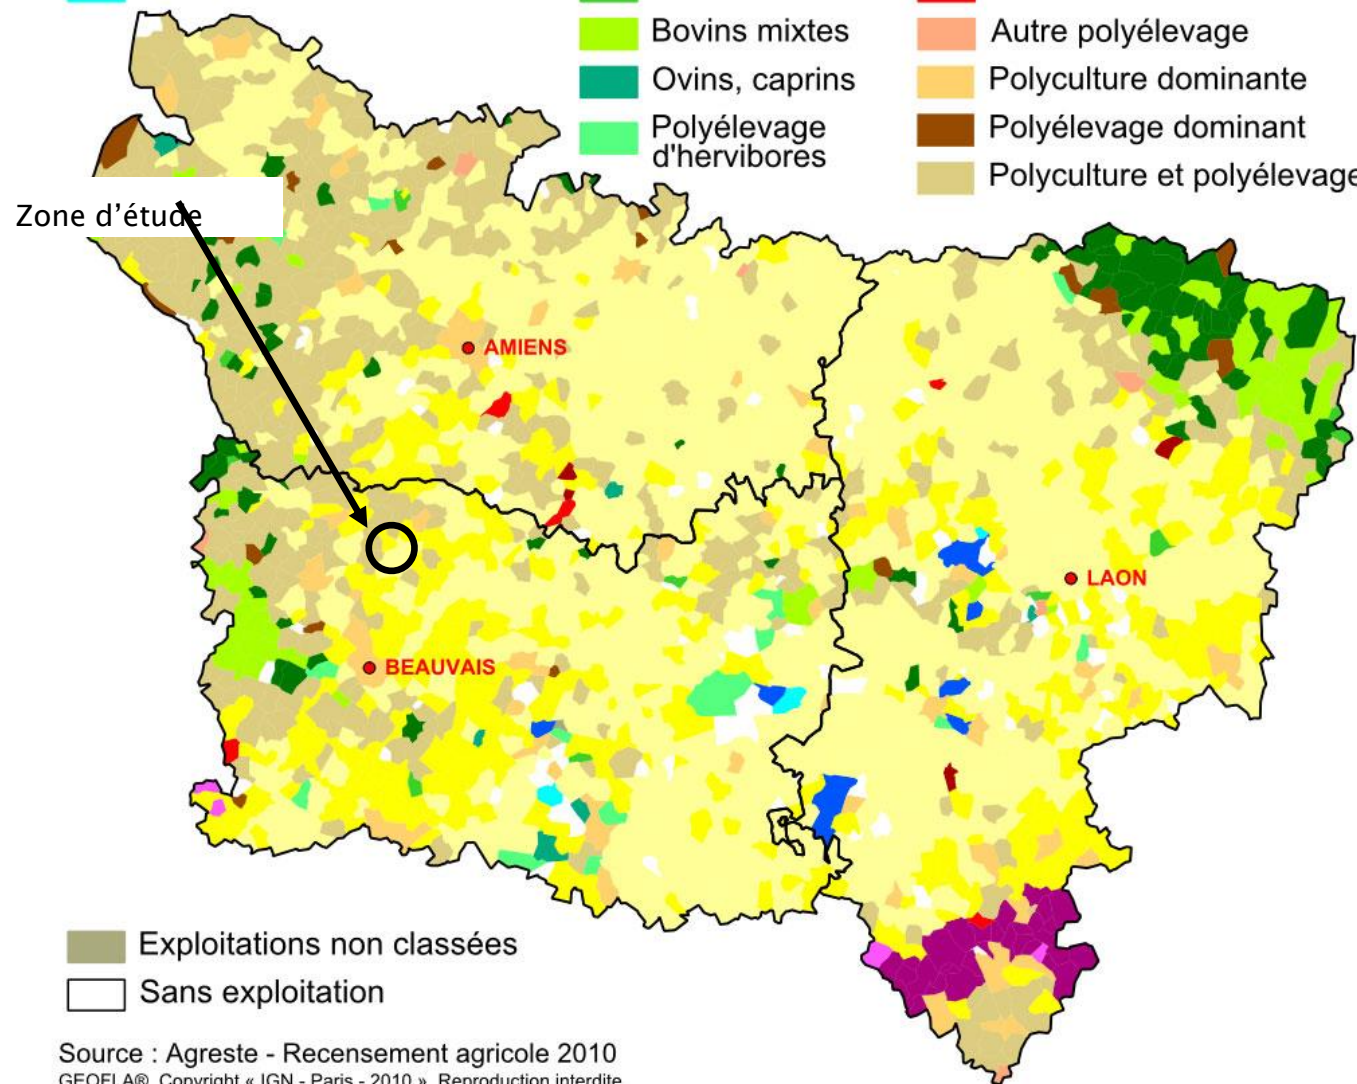 Bovins mixtes
Autre polyélevage
Ovins, caprins
Polyculture dominante
Polyélevage
d'hervibores
Polyélevage dominant
Polyculture et polyélevage
Zone d'étude
AMIENS
LAON
BEAUVAIS
Exploitations non classées
Sans exploitation
Source : Agreste - Recensement agricole 2010
GEOFLA®, Copyright « IGN - Paris - 2010 », Reproduction interdite